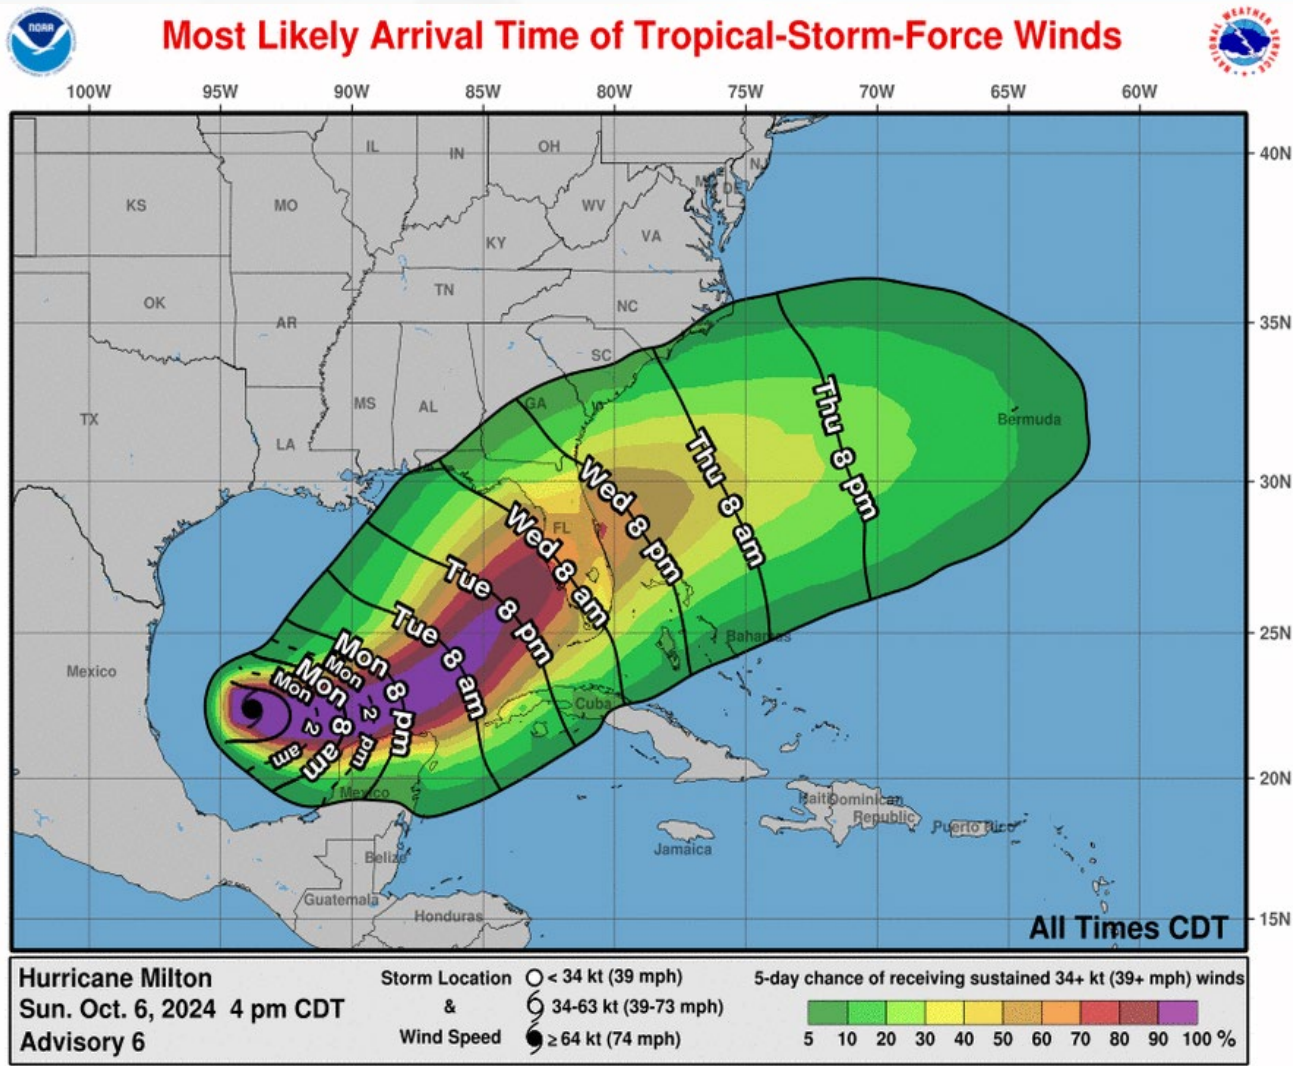 NOAA
Most Likely Arrival Time of Tropical-Storm-Force Winds
NATIONAL WEATHER SERVICE
100W 95W 90W 85W 80W 75W 70W 65W 60W
40N
35N
30N
25N
20N
15N
IL IN OH NJ
DE
KS MO WV VA
KY
OK TN NC
AR
SC
TX MS AL GA
LA
Bermuda
FL
Mexico
Bahamas
Cuba
Mexico
Haiti Dominican
Republic
Puerto Rico
Jamaica
Belize
Guatemala
Honduras
Mon 2 am
Mon 8 am
Mon 2 pm
Mon 8 pm
Tue 8 am
Tue 8 pm
Wed 8 am
Wed 8 pm
Thu 8 am
Thu 8 pm
All Times CDT
Hurricane Milton
Sun. Oct. 6, 2024 4 pm CDT
Advisory 6
Storm Location
&
Wind Speed
< 34 kt (39 mph)
34-63 kt (39-73 mph)
≥ 64 kt (74 mph)
5-day chance of receiving sustained 34+ kt (39+ mph) winds
5 10 20 30 40 50 60 70 80 90 100 %